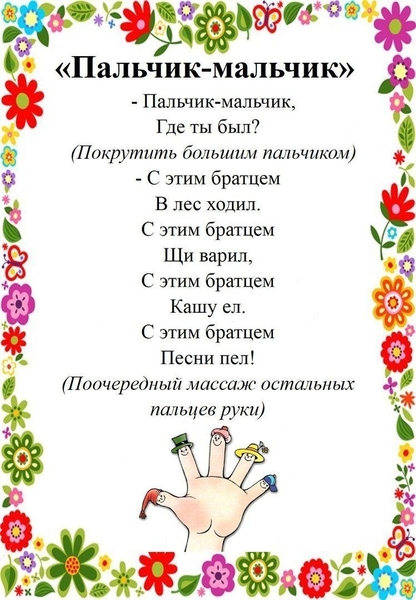 «Пальчик-мальчик»
- Пальчик-мальчик,
Где ты был?
(Покрутить большим пальчиком)
- С этим братцем
В лес ходил.
С этим братцем
Щи варил,
С этим братцем
Кашу ел.
С этим братцем
Песни пел!
(Поочередный массаж остальных
пальцев руки)